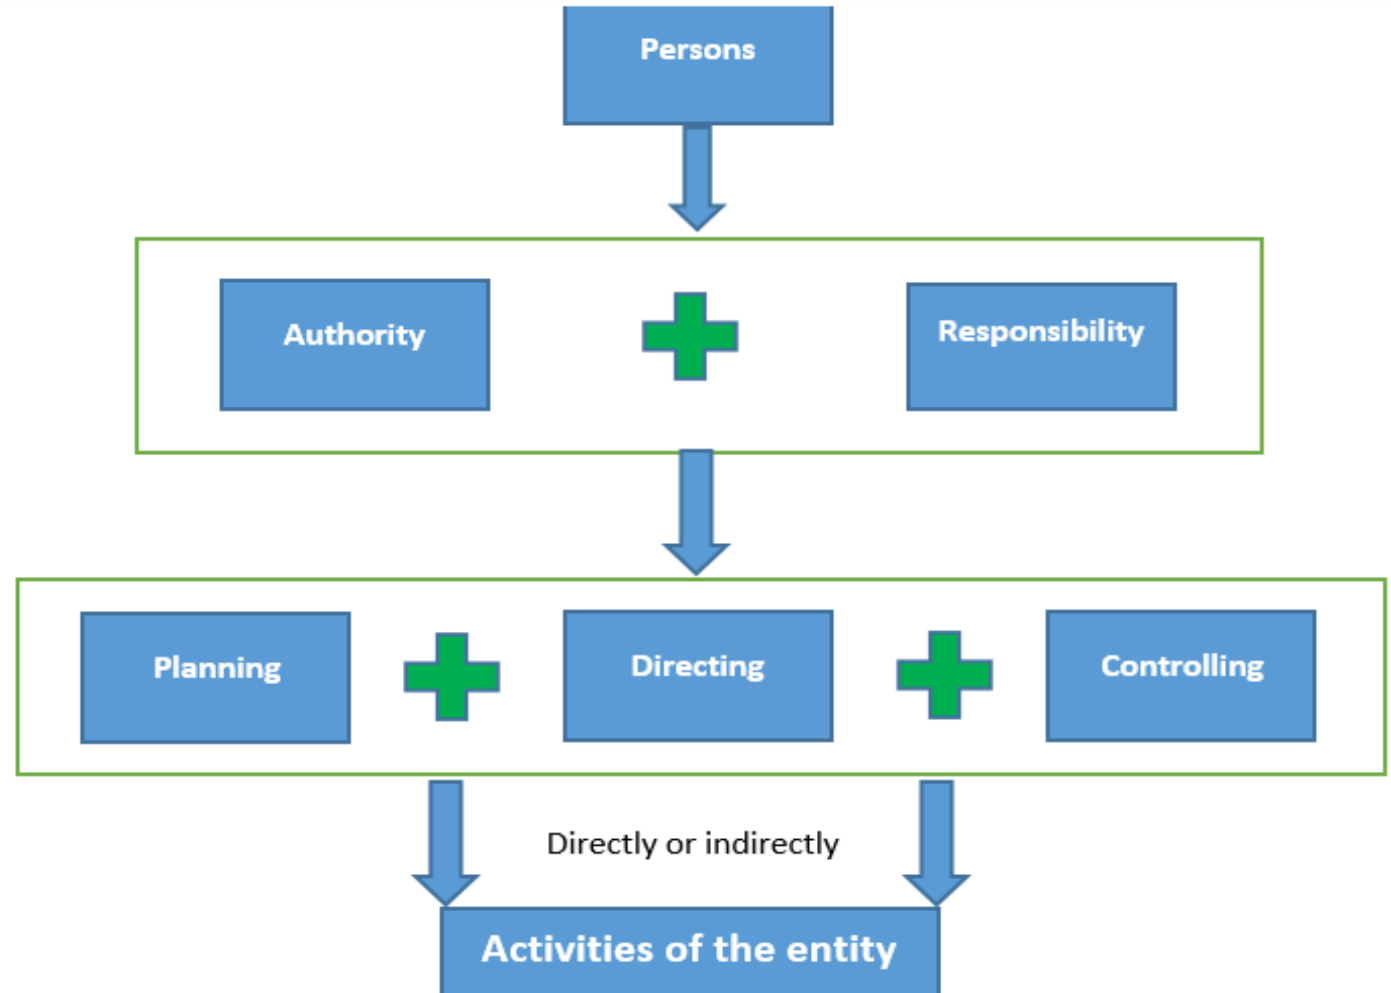 Persons
Authority
Responsibility
Planning
Directing
Controlling
Directly or indirectly
Activities of the entity